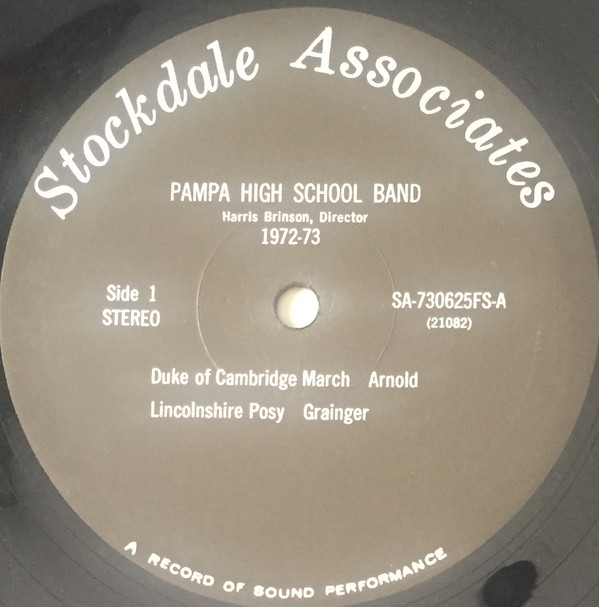 Stockdale Associates
PAMPA HIGH SCHOOL BAND
Harris Brinson, Director
1972-73
Side 1
STEREO
SA-730625FS-A
(21082)
Duke of Cambridge March Arnold
Lincolnshire Posy Grainger
A RECORD OF SOUND PERFORMANCE